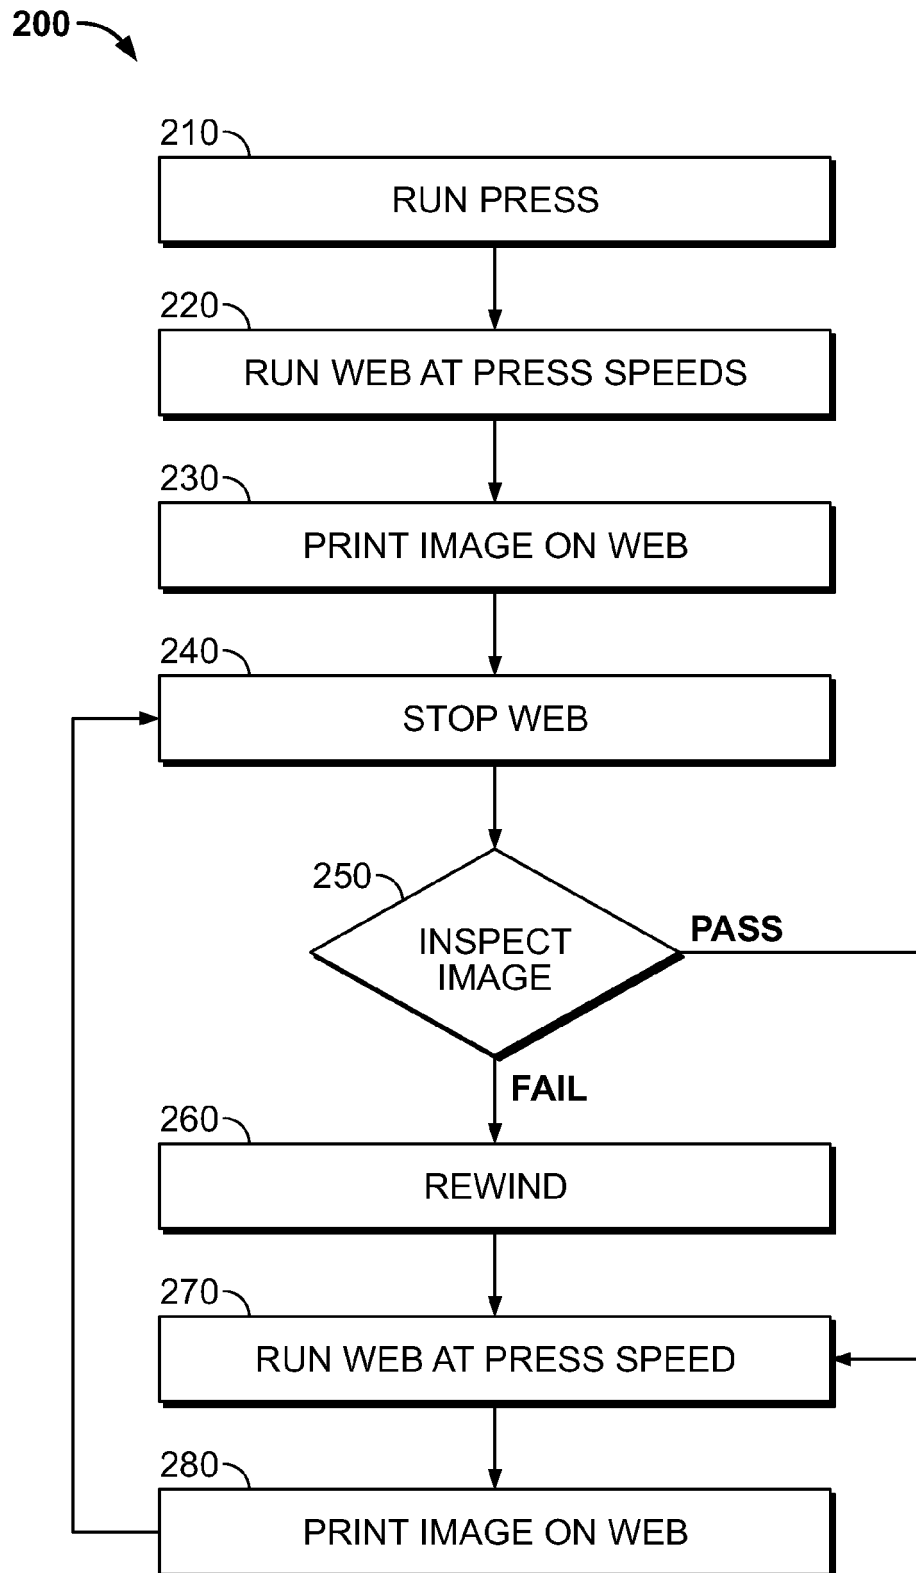 200
210
RUN PRESS
220
RUN WEB AT PRESS SPEEDS
230
PRINT IMAGE ON WEB
240
STOP WEB
250
INSPECT
IMAGE
PASS
FAIL
260
REWIND
270
RUN WEB AT PRESS SPEED
280
PRINT IMAGE ON WEB